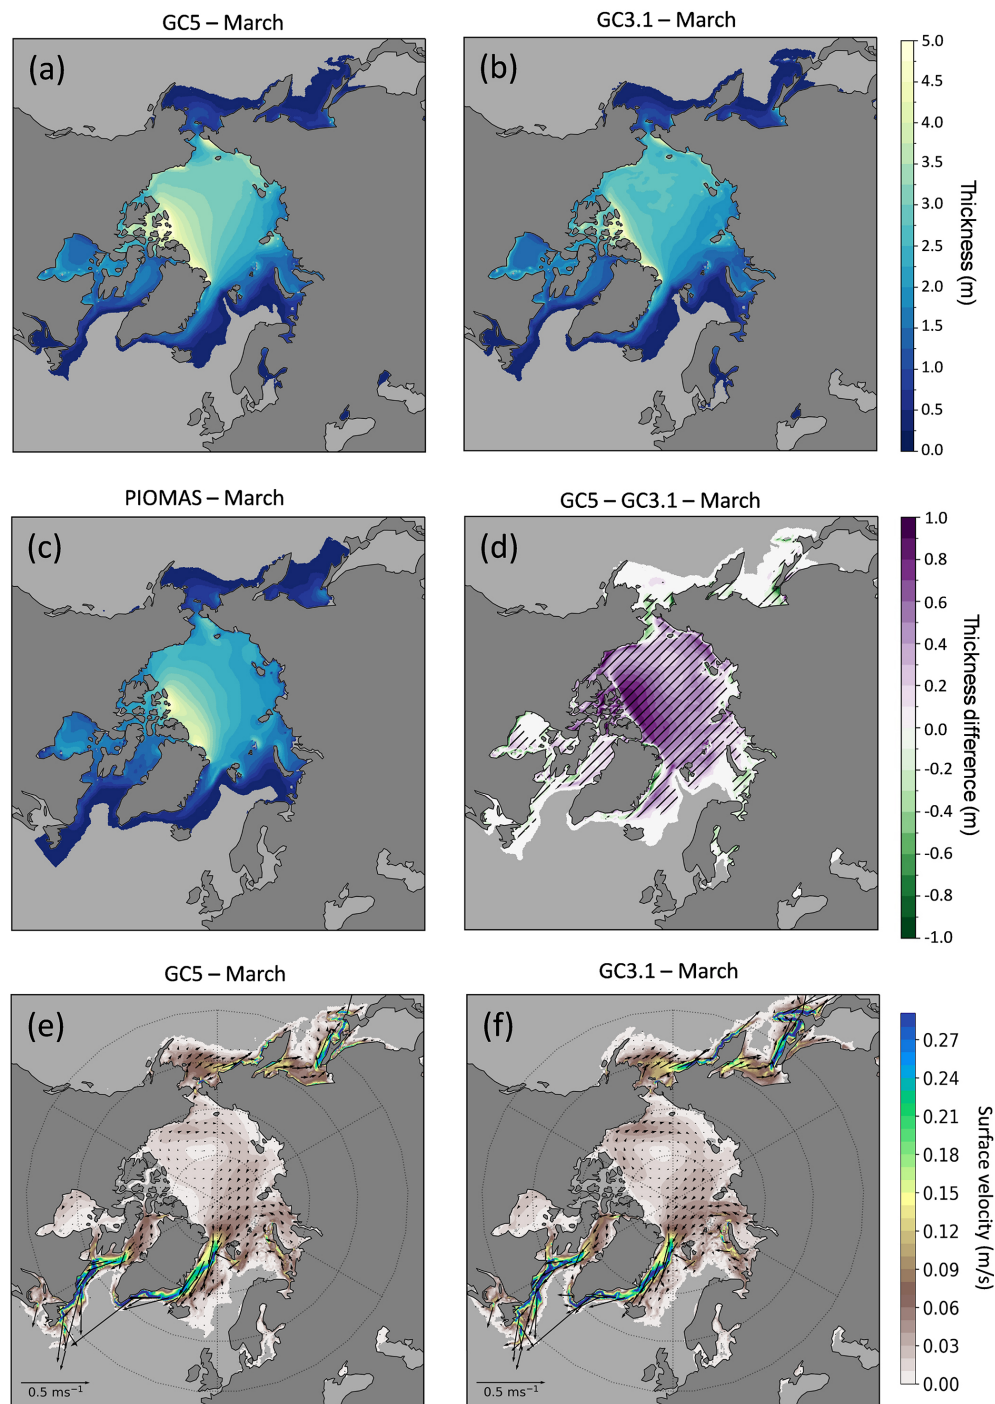 GC5 – March
GC3.1 – March
(a)
(b)
5.0
4.5
4.0
3.5
3.0
2.5
2.0
1.5
1.0
0.5
0.0
Thickness (m)
PIOMAS – March
GC5 – GC3.1 – March
(c)
(d)
1.0
0.8
0.6
0.4
0.2
0.0
-0.2
-0.4
-0.6
-0.8
-1.0
Thickness difference (m)
GC5 – March
GC3.1 – March
(e)
(f)
0.27
0.24
0.21
0.18
0.15
0.12
0.09
0.06
0.03
0.00
Surface velocity (m/s)
0.5 ms⁻¹
0.5 ms⁻¹